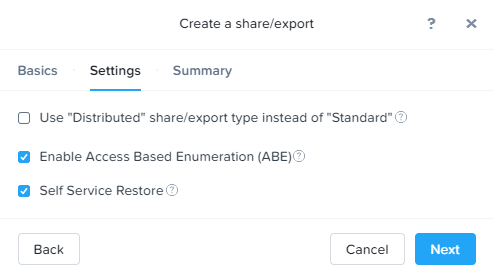 Create a share/export ? ×
Basics Settings Summary
Use "Distributed" share/export type instead of "Standard" ?
Enable Access Based Enumeration (ABE) ?
Self Service Restore ?
Back Cancel Next